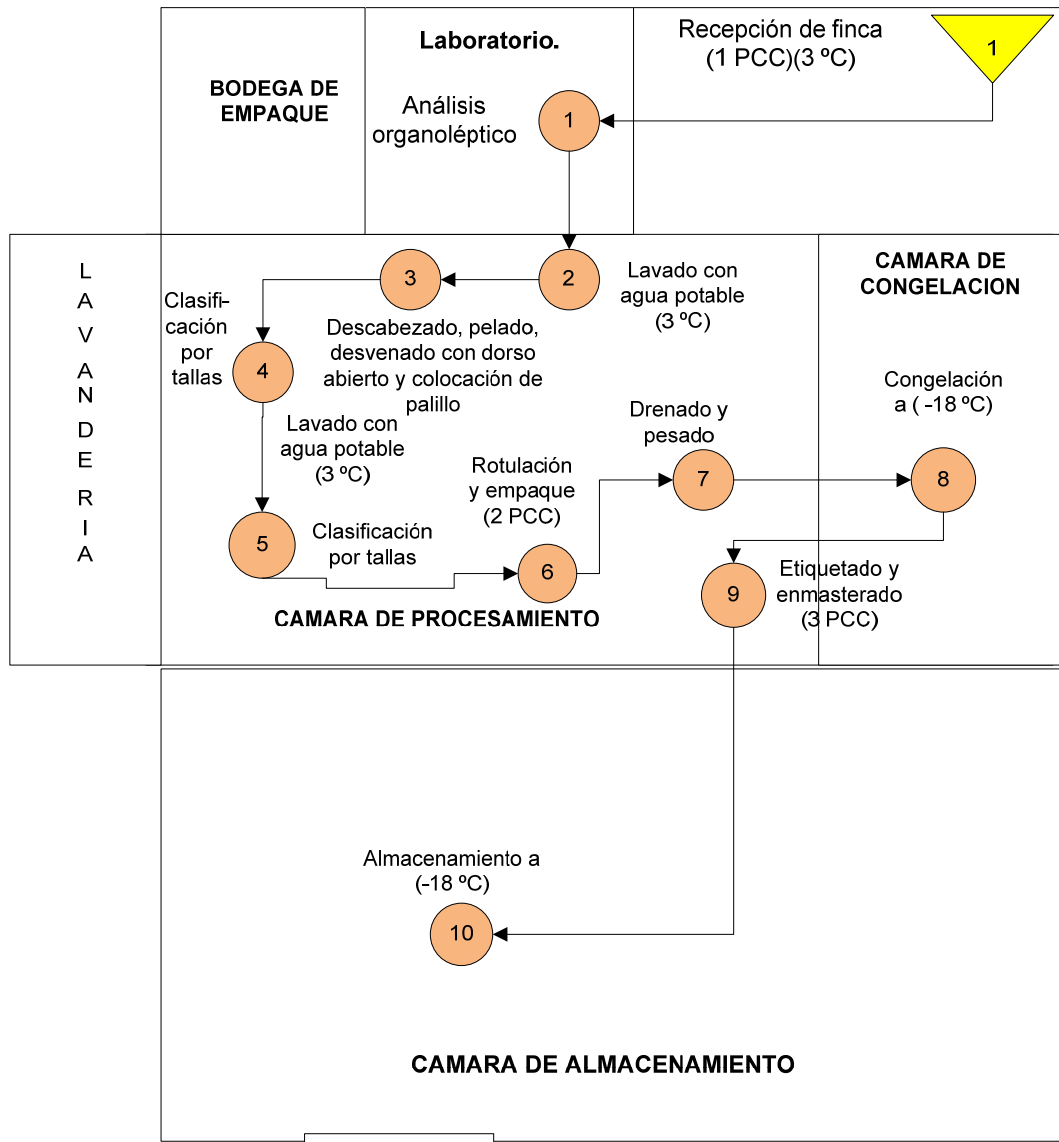 Laboratorio.
Recepción de finca
(1 PCC)(3 ºC)
1
BODEGA DE
EMPAQUE
Análisis
organoléptico
1
L
A
V
A
N
D
E
R
I
A
3
2
Lavado con
agua potable
(3 ºC)
CAMARA DE
CONGELACION
Clasifi-
cación
por
tallas
Descabezado, pelado,
desvenado con dorso
abierto y colocación de
palillo
4
Lavado con
agua potable
(3 ºC)
Drenado y
pesado
Congelación
a ( -18 ºC)
Rotulación
y empaque
(2 PCC)
7
8
5
Clasificación
por tallas
6
Etiquetado y
enmasterado
(3 PCC)
9
CAMARA DE PROCESAMIENTO
Almacenamiento a
(-18 ºC)
10
CAMARA DE ALMACENAMIENTO